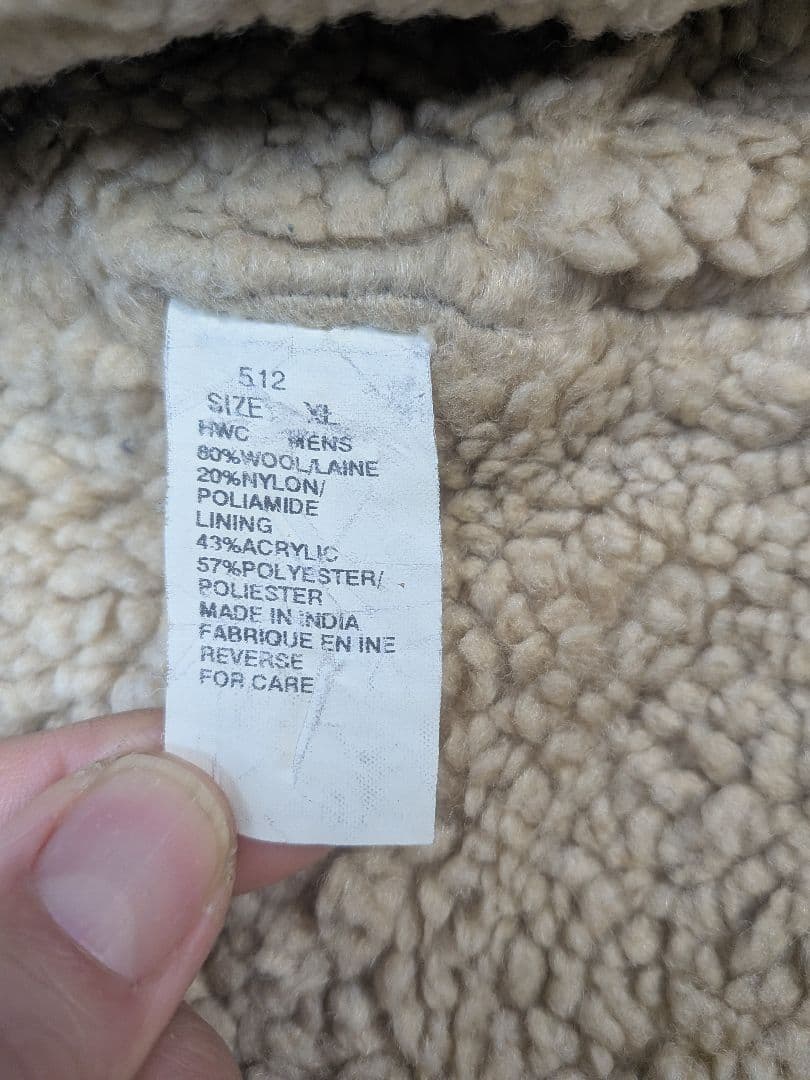 512
SIZE XL
HWC MENS
80%WOOL/LAINE
20%NYLON/
POLIAMIDE
LINING
43%ACRYLIC
57%POLYESTER/
POLIESTER
MADE IN INDIA
FABRIQUE EN INE
REVERSE
FOR CARE